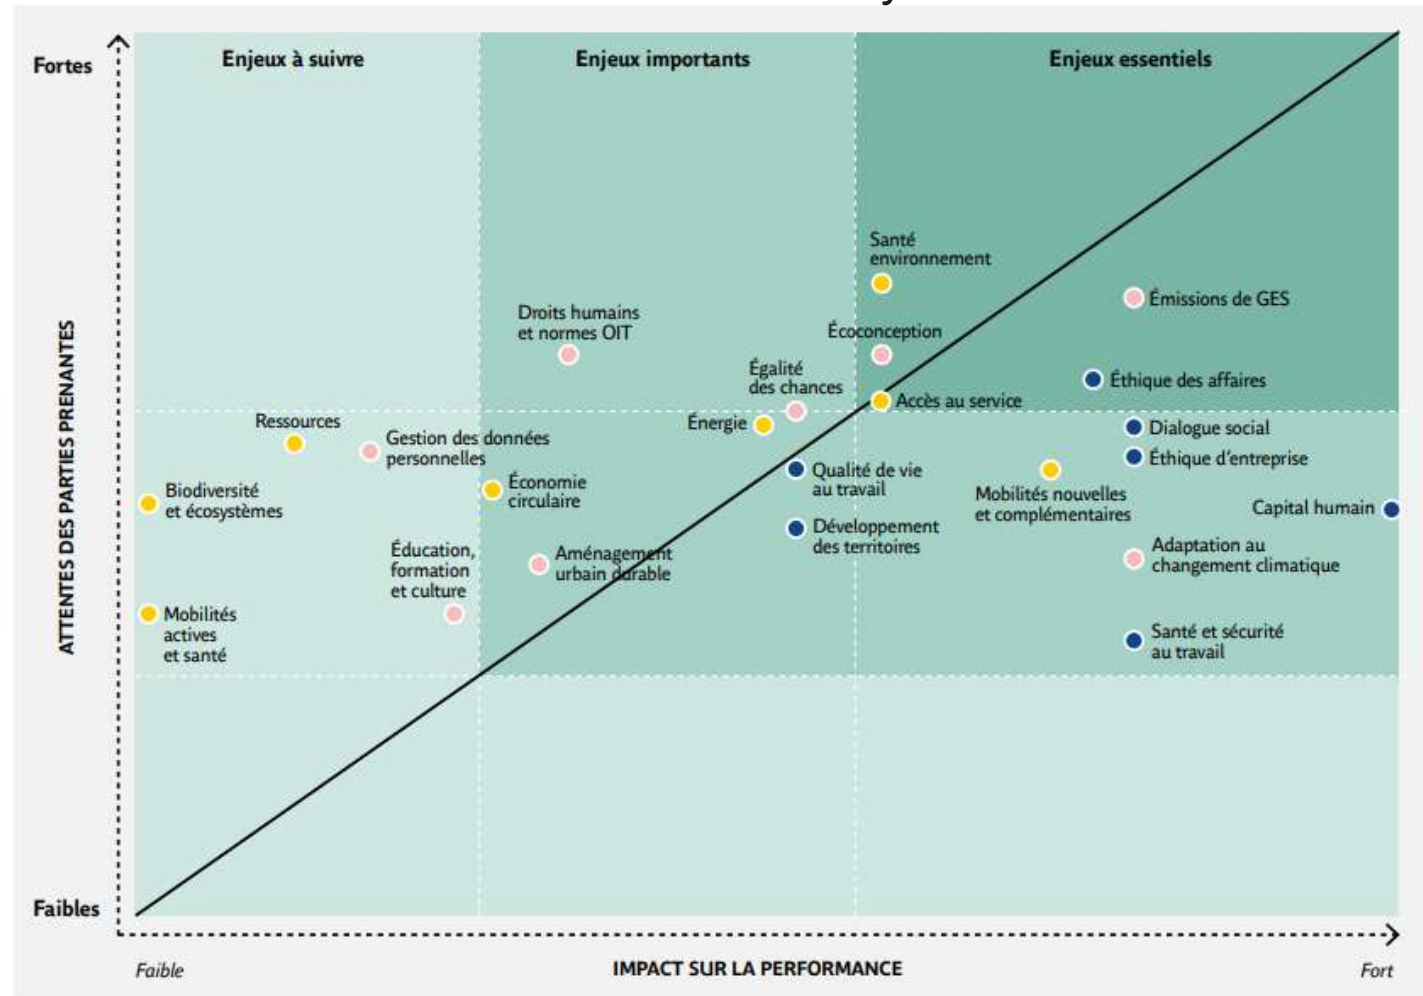 Fortes
Enjeux à suivre
Enjeux importants
Enjeux essentiels
Santé
environnement
Émissions de GES
Droits humains
et normes OIT
Écoconception
Égalité
des chances
Éthique des affaires
Accès au service
Ressources
Énergie
Dialogue social
Gestion des données
personnelles
Éthique d'entreprise
Qualité de vie
au travail
Économie
circulaire
Biodiversité
et écosystèmes
Mobilités nouvelles
et complémentaires
Capital humain
Développement
des territoires
Éducation,
formation
et culture
Aménagement
urbain durable
Adaptation au
changement climatique
Mobilités
actives
et santé
Santé et sécurité
au travail
ATTENTES DES PARTIES PRENANTES
Faibles
Faible
IMPACT SUR LA PERFORMANCE
Fort